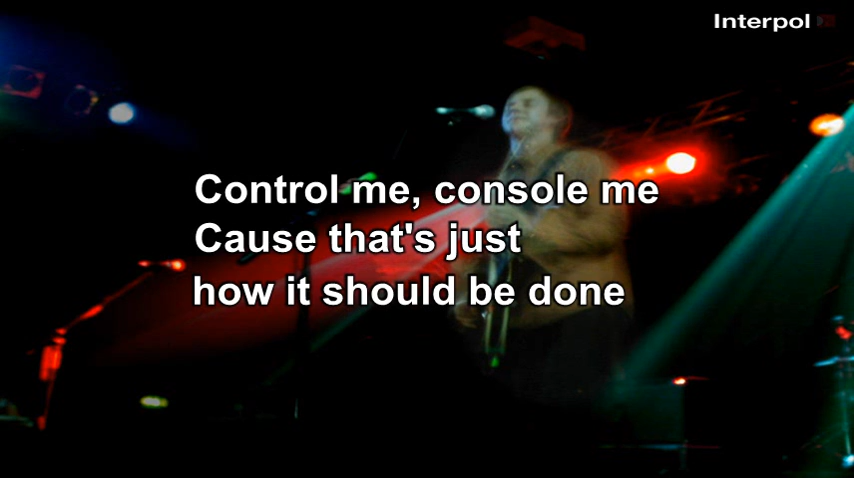 Interpol
Control me, console me
Cause that's just
how it should be done